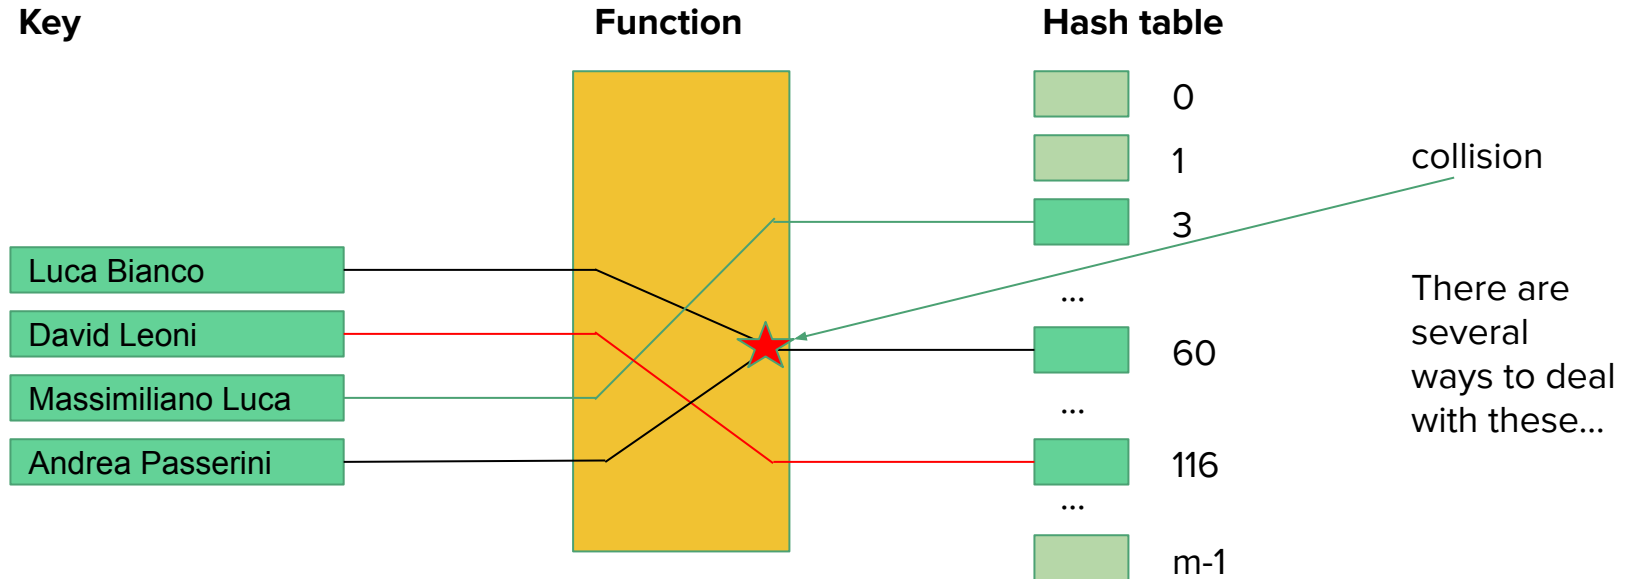 Key
Function
Hash table
0
1
3
...
60
...
116
...
m-1
Luca Bianco
David Leoni
Massimiliano Luca
Andrea Passerini
collision
There are
several
ways to deal
with these...